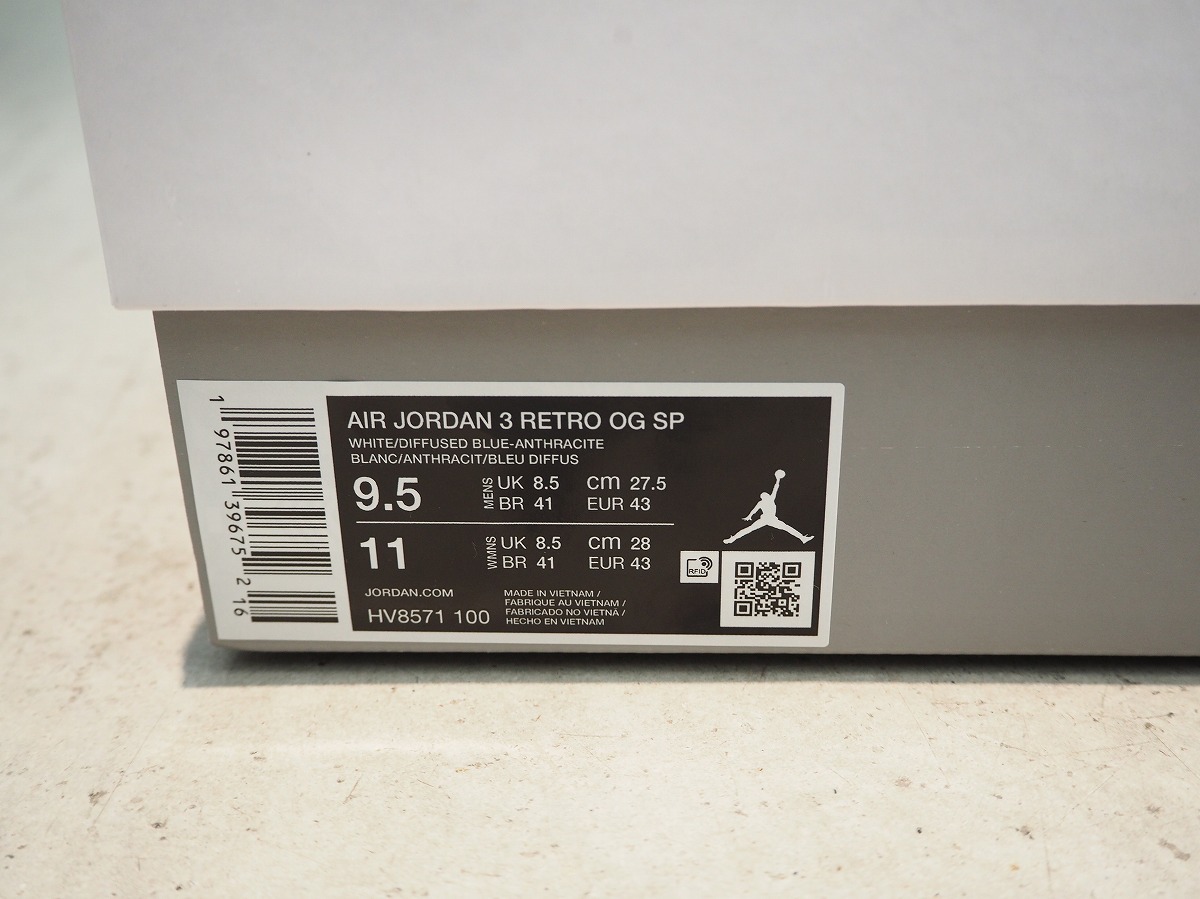 AIR JORDAN 3 RETRO OG SP
WHITE/DIFFUSED BLUE-ANTHRACITE
BLANC/ANTHRACIT/BLEU DIFFUS
9.5 MENS UK 8.5 cm 27.5
BR 41 EUR 43
11 WMNS UK 8.5 cm 28
BR 41 EUR 43
JORDAN.COM
HV8571 100
MADE IN VIETNAM /
FABRIQUE AU VIETNAM /
FABRICADO NO VIETNÃ /
HECHO EN VIETNAM
RFID
1 97861 39675 2 16